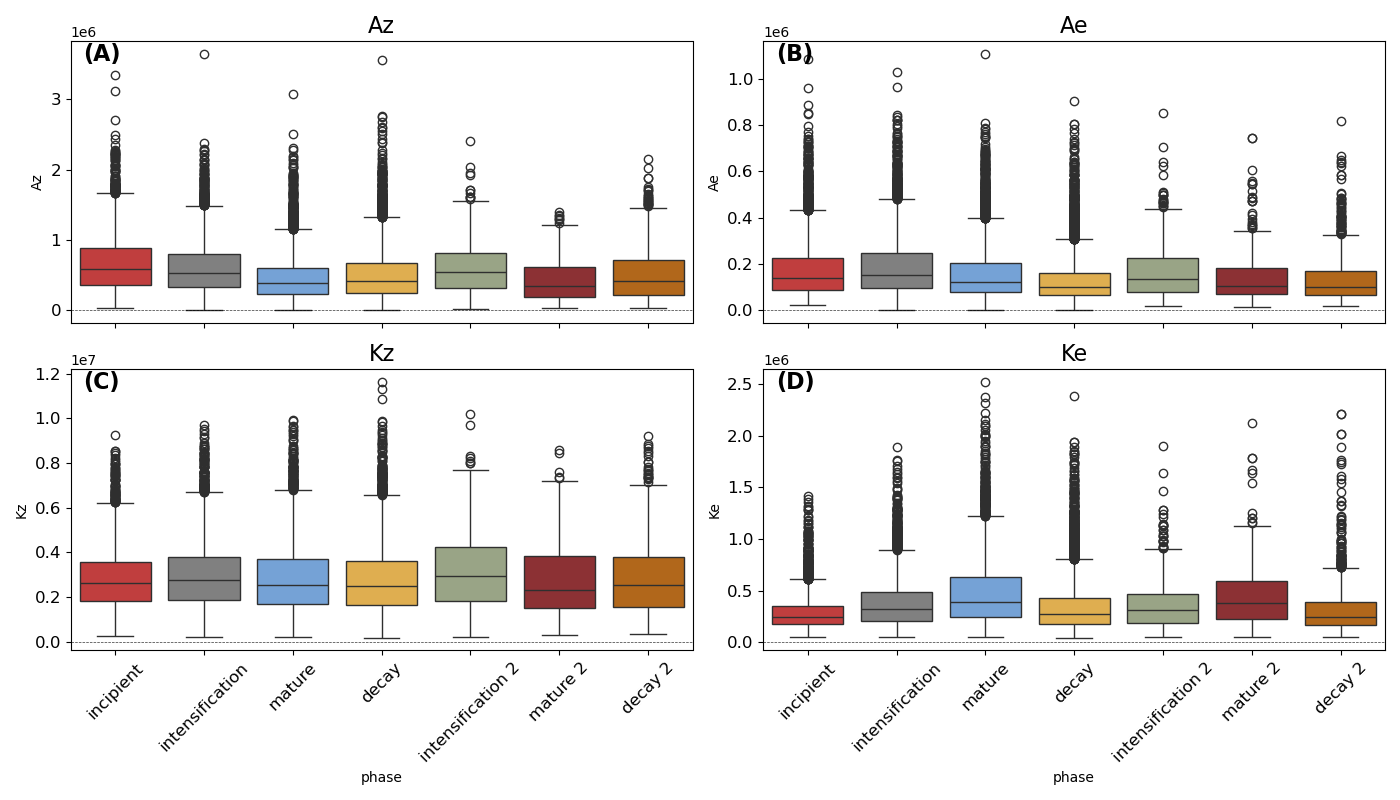 Az
1e6
(A)
Az
3
2
1
0
Ae
1e6
(B)
Ae
1.0
0.8
0.6
0.4
0.2
0.0
Kz
1e7
(C)
Kz
1.2
1.0
0.8
0.6
0.4
0.2
0.0
incipient
intensification
mature
decay
intensification 2
mature 2
decay 2
phase
Ke
1e6
(D)
Ke
2.5
2.0
1.5
1.0
0.5
0.0
incipient
intensification
mature
decay
intensification 2
mature 2
decay 2
phase